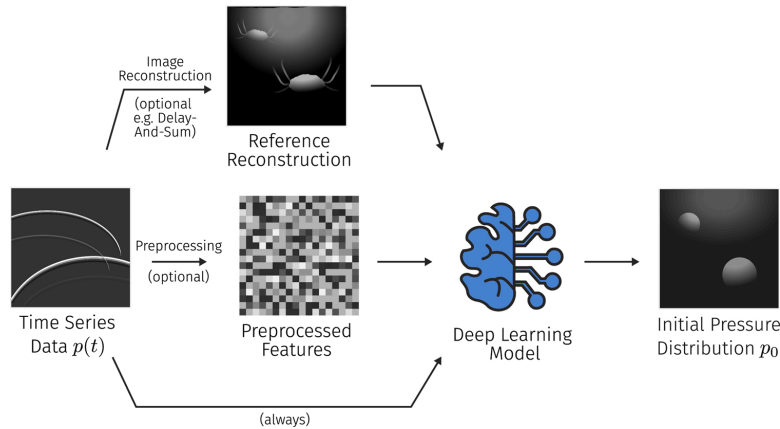 Image
Reconstruction
(optional
e.g. Delay-
And-Sum)
Reference
Reconstruction
Preprocessing
(optional)
Time Series
Data p(t)
Preprocessed
Features
Deep Learning
Model
Initial Pressure
Distribution p₀
(always)